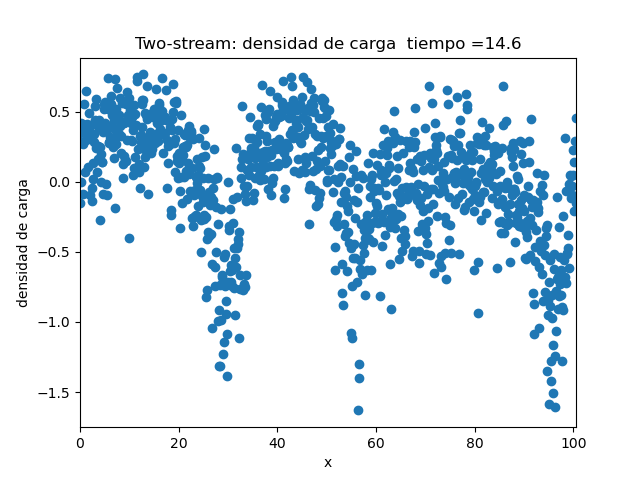 Two-stream: densidad de carga  tiempo =14.6
0.5
0.0
−0.5
−1.0
−1.5
densidad de carga
0 20 40 60 80 100
x